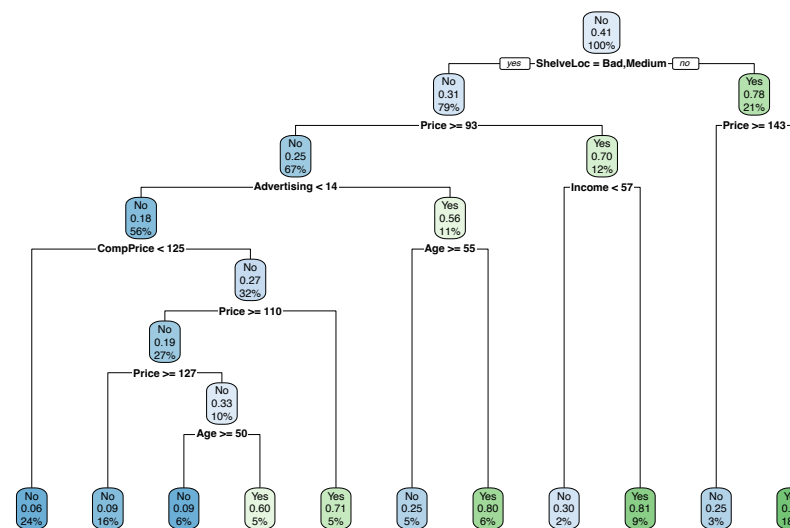 No
0.41
100%
yes ShelveLoc = Bad,Medium no
No
0.31
79%
Yes
0.78
21%
Price >= 93
Price >= 143
No
0.25
67%
Yes
0.70
12%
Advertising < 14
Income < 57
No
0.18
56%
Yes
0.56
11%
CompPrice < 125
Age >= 55
No
0.27
32%
Price >= 110
No
0.19
27%
Price >= 127
No
0.33
10%
Age >= 50
No
0.06
24%
No
0.09
16%
No
0.09
6%
Yes
0.60
5%
Yes
0.71
5%
No
0.25
5%
Yes
0.80
6%
No
0.30
2%
Yes
0.81
9%
No
0.25
3%